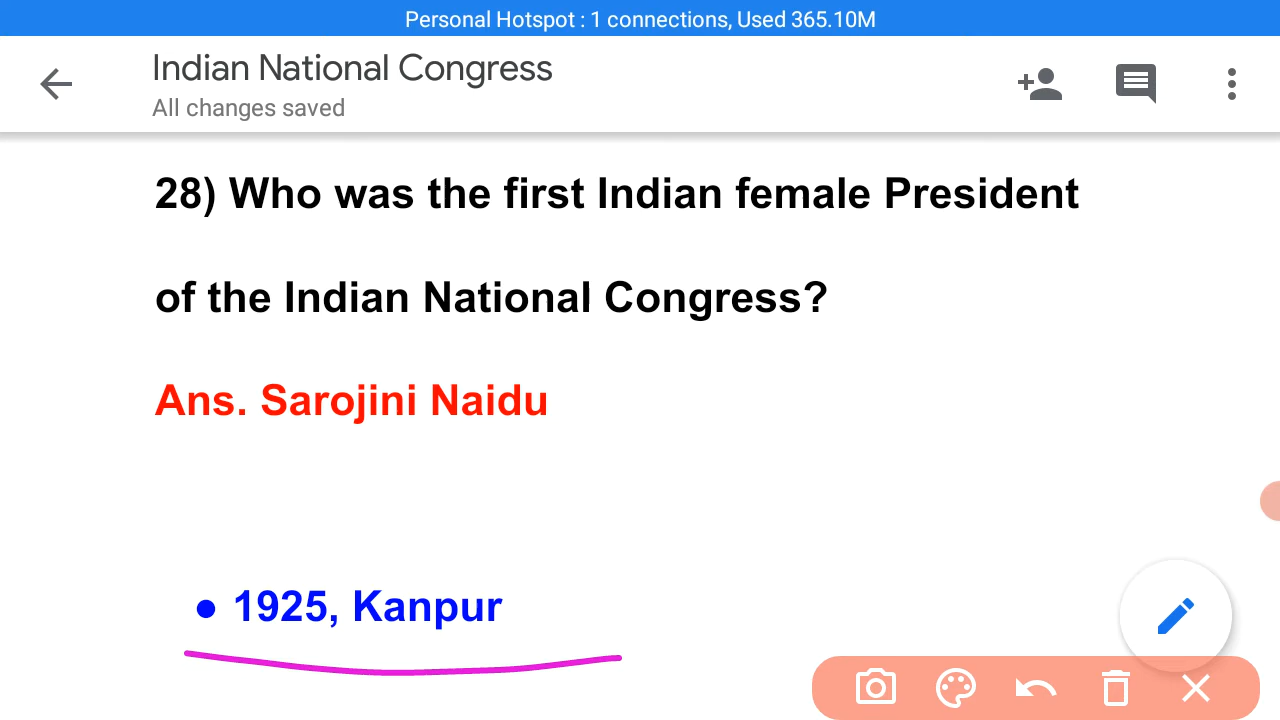 Personal Hotspot : 1 connections, Used 365.10M
Indian National Congress
All changes saved
28) Who was the first Indian female President
of the Indian National Congress?
Ans. Sarojini Naidu
● 1925, Kanpur